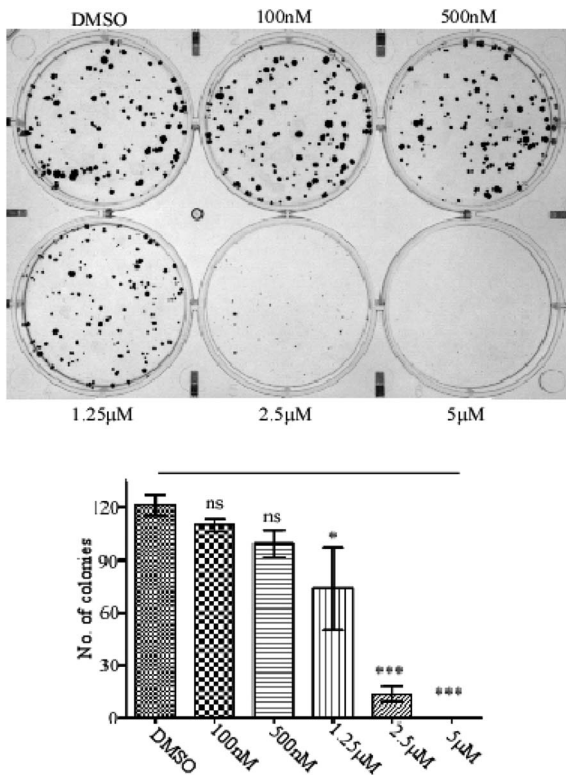 DMSO 100nM 500nM
1.25µM 2.5µM 5µM
No. of colonies
120
90
60
30
0
ns
ns
*
***
***
DMSO 100nM 500nM 1.25µM 2.5µM 5µM